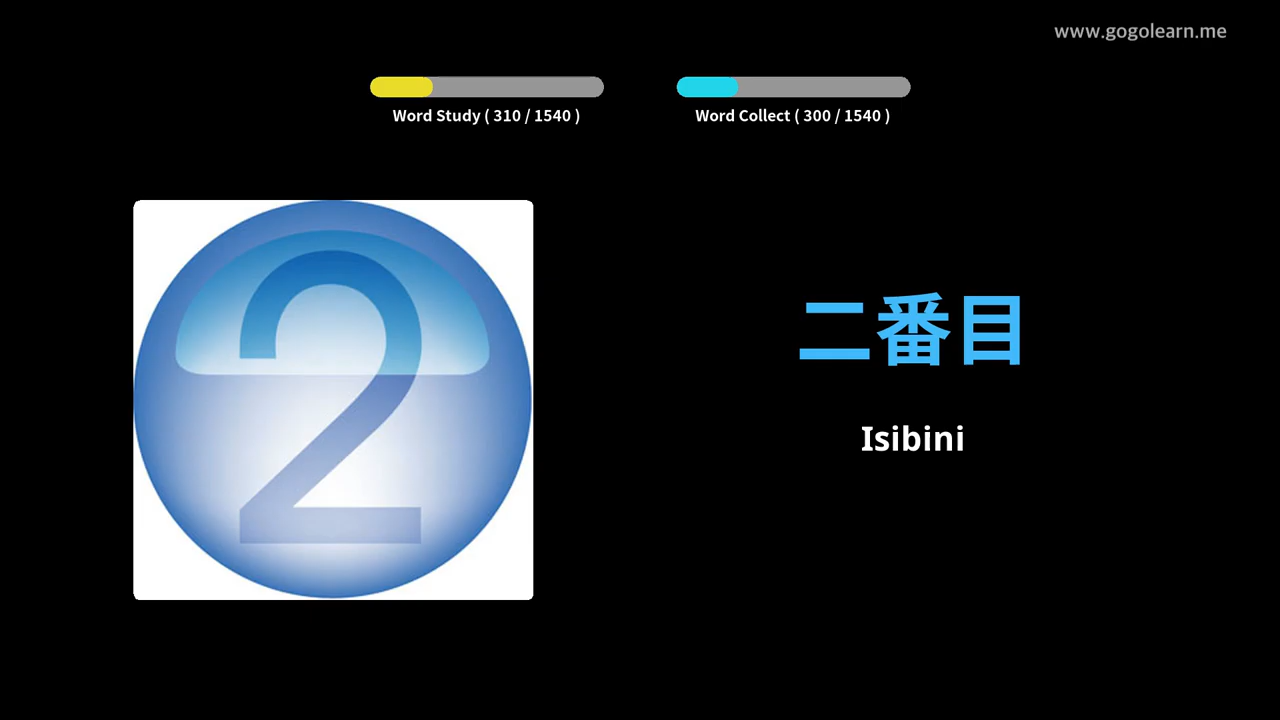 www.gogolearn.me
Word Study ( 310 / 1540 )
Word Collect ( 300 / 1540 )
2
二番目
Isibini